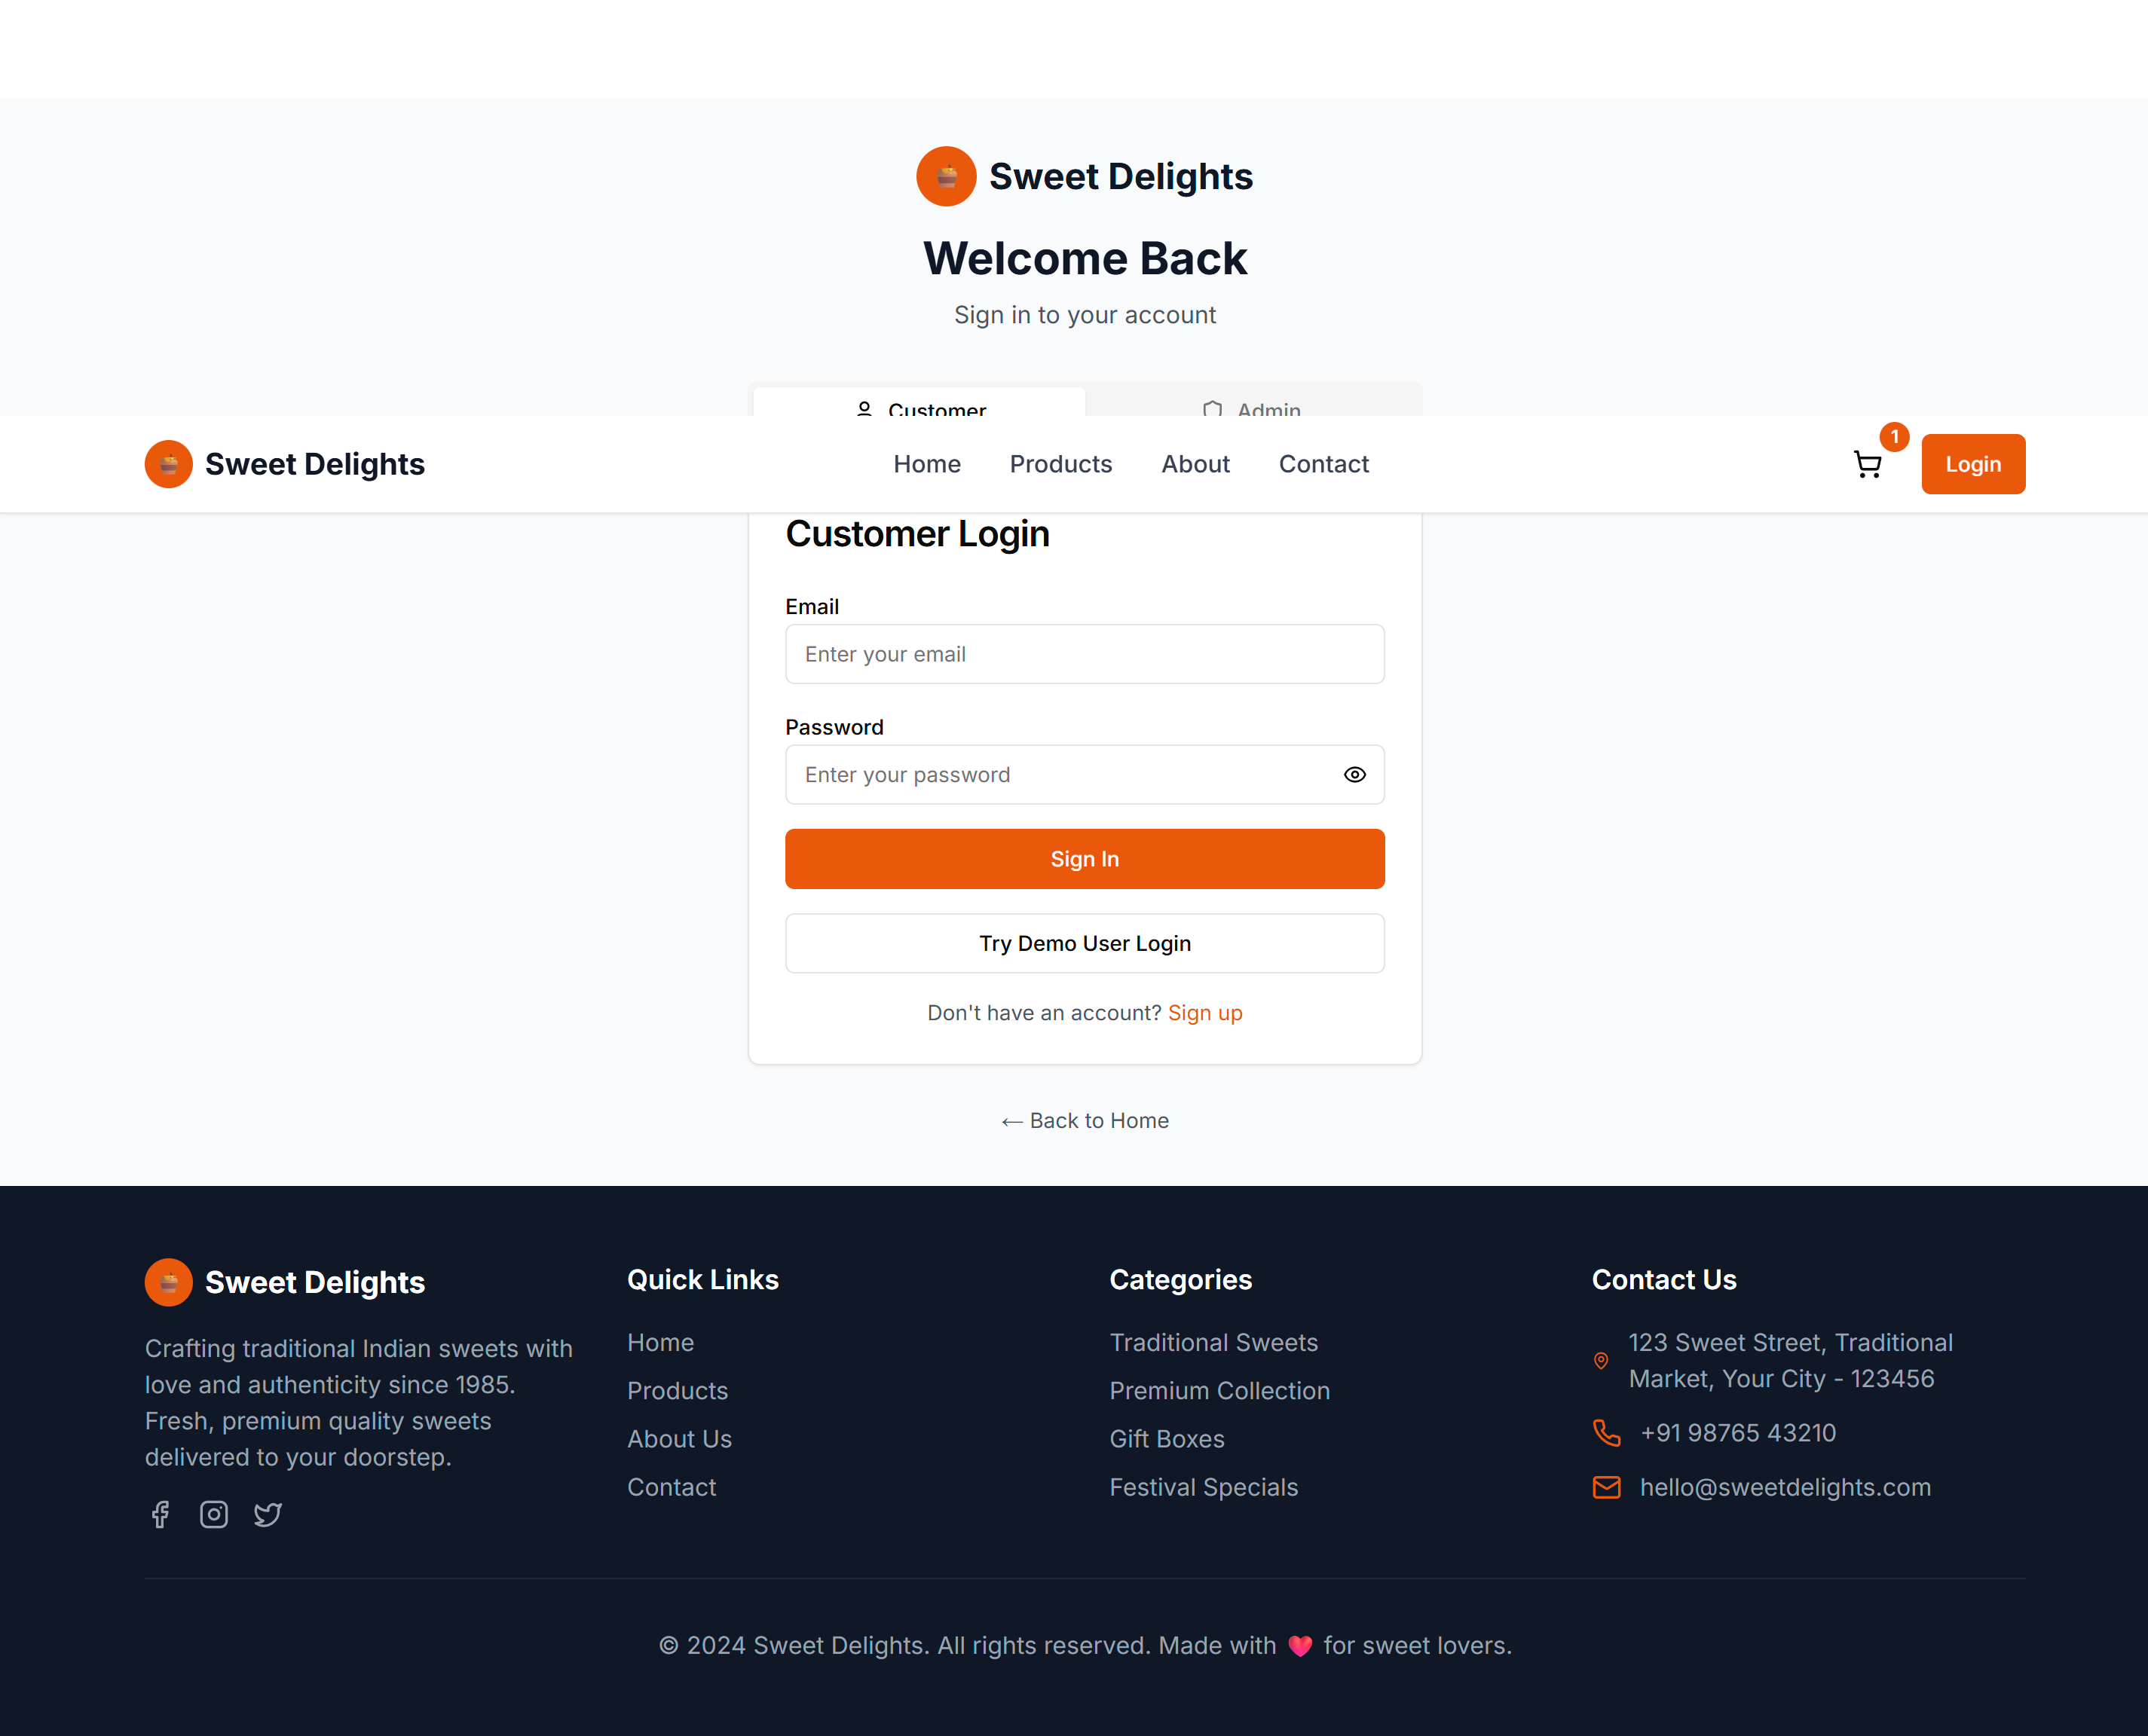 Sweet Delights
Welcome Back
Sign in to your account
Customer
Admin
Sweet Delights
Home
Products
About
Contact
1
Login
Customer Login
Email
Enter your email
Password
Enter your password
Sign In
Try Demo User Login
Don't have an account? Sign up
← Back to Home
Sweet Delights
Crafting traditional Indian sweets with
love and authenticity since 1985.
Fresh, premium quality sweets
delivered to your doorstep.
Quick Links
Home
Products
About Us
Contact
Categories
Traditional Sweets
Premium Collection
Gift Boxes
Festival Specials
Contact Us
123 Sweet Street, Traditional
Market, Your City - 123456
+91 98765 43210
hello@sweetdelights.com
© 2024 Sweet Delights. All rights reserved. Made with 💖 for sweet lovers.